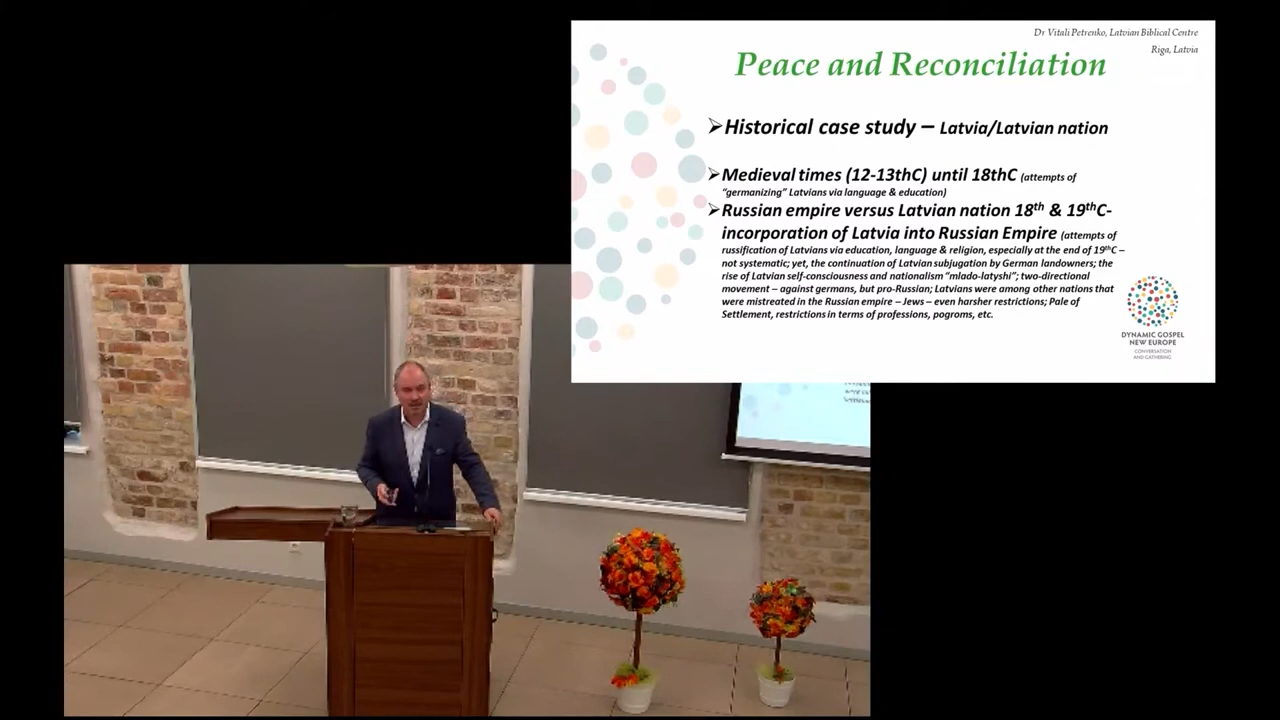 Dr Vitali Petrenko, Latvian Biblical Centre
Riga, Latvia
Peace and Reconciliation
➢Historical case study – Latvia/Latvian nation
➢Medieval times (12-13thC) until 18thC (attempts of
“germanizing” Latvians via language & education)
➢Russian empire versus Latvian nation 18th & 19thC-
incorporation of Latvia into Russian Empire (attempts of
russification of Latvians via education, language & religion, especially at the end of 19thC –
not systematic; yet, the continuation of Latvian subjugation by German landowners; the
rise of Latvian self-consciousness and nationalism “mlado-latyshi”; two-directional
movement – against germans, but pro-Russian; Latvians were among other nations that
were mistreated in the Russian empire – Jews – even harsher restrictions; Pale of
Settlement, restrictions in terms of professions, pogroms, etc.
DYNAMIC GOSPEL
NEW EUROPE
CONVERSATION
AND GATHERING